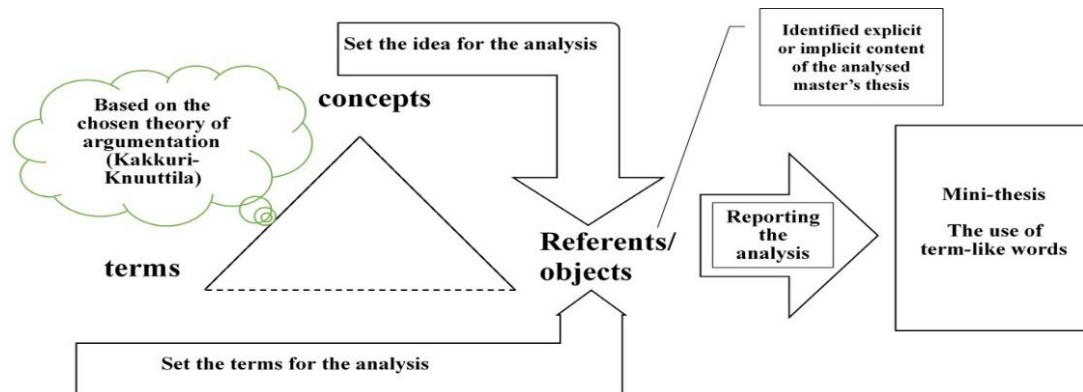 Set the idea for the analysis
Identified explicit
or implicit content
of the analysed
master's thesis
Based on the
chosen theory of
argumentation
(Kakkuri-
Knuuttila)
concepts
terms
Referents/
objects
Reporting
the
analysis
Mini-thesis
The use of
term-like words
Set the terms for the analysis